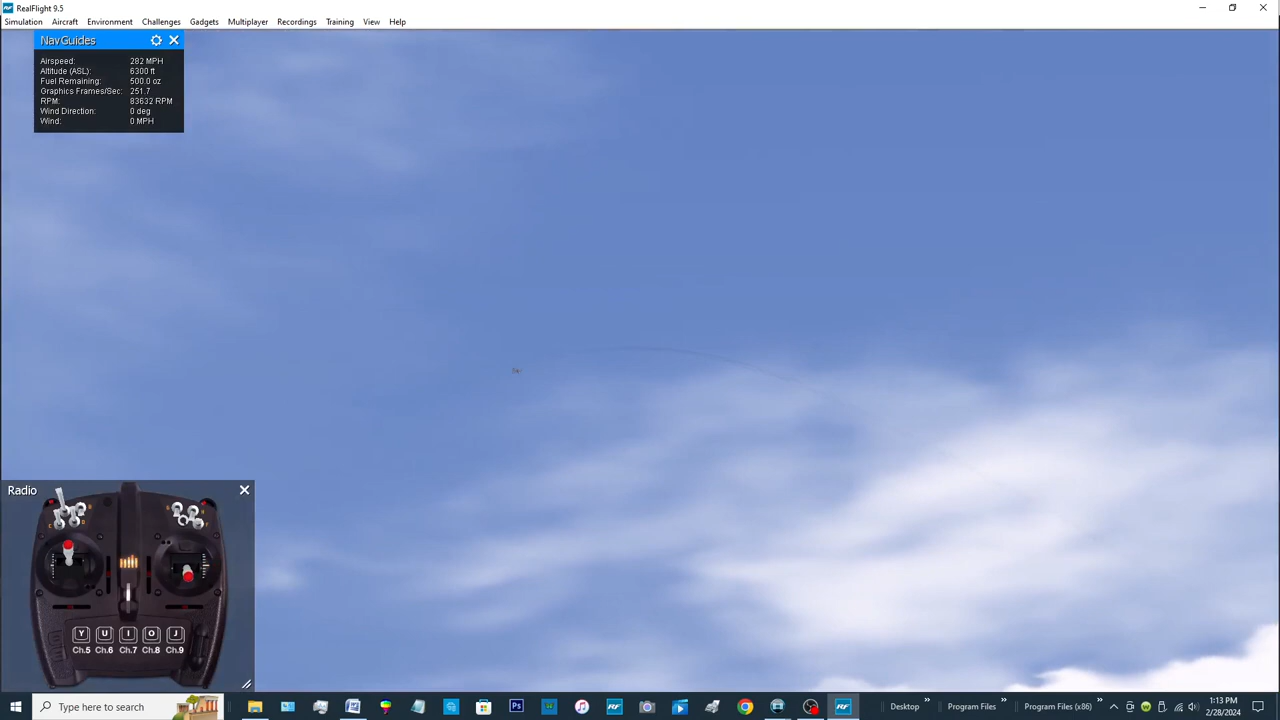 RealFlight 9.5
Simulation Aircraft Environment Challenges Gadgets Multiplayer Recordings Training View Help
NavGuides
Airspeed: 282 MPH
Altitude (ASL): 6300 ft
Fuel Remaining: 500.0 oz
Graphics Frames/Sec: 251.7
RPM: 83632 RPM
Wind Direction: 0 deg
Wind: 0 MPH
Radio
Y U I O J
Ch.5 Ch.6 Ch.7 Ch.8 Ch.9
Type here to search
Desktop Program Files Program Files (x86)
1:13 PM
2/28/2024